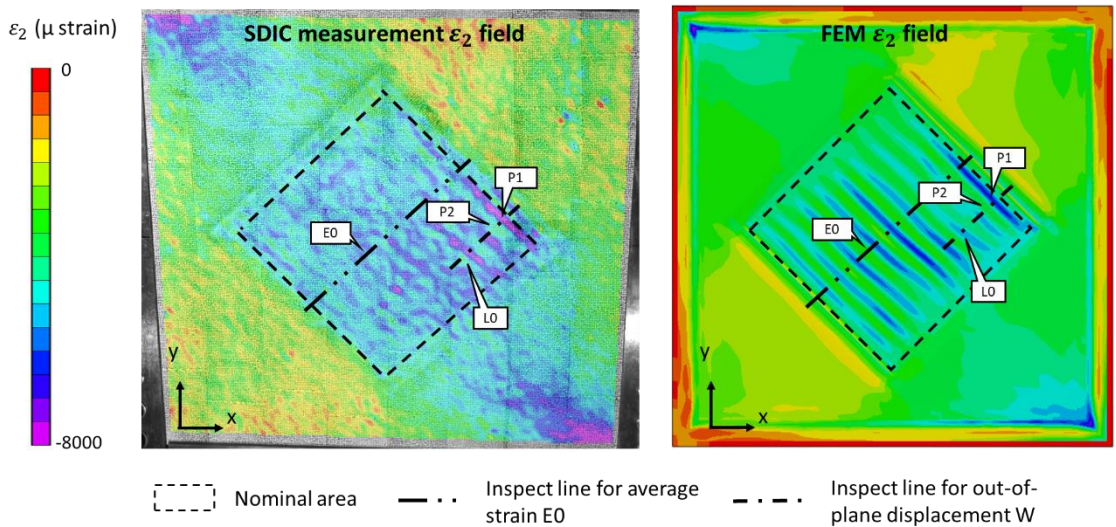 ε₂ (μ strain)
0
-8000
SDIC measurement ε₂ field
P1
P2
E0
L0
y
x
FEM ε₂ field
P1
P2
E0
L0
y
x
Nominal area
Inspect line for average
strain E0
Inspect line for out-of-
plane displacement W